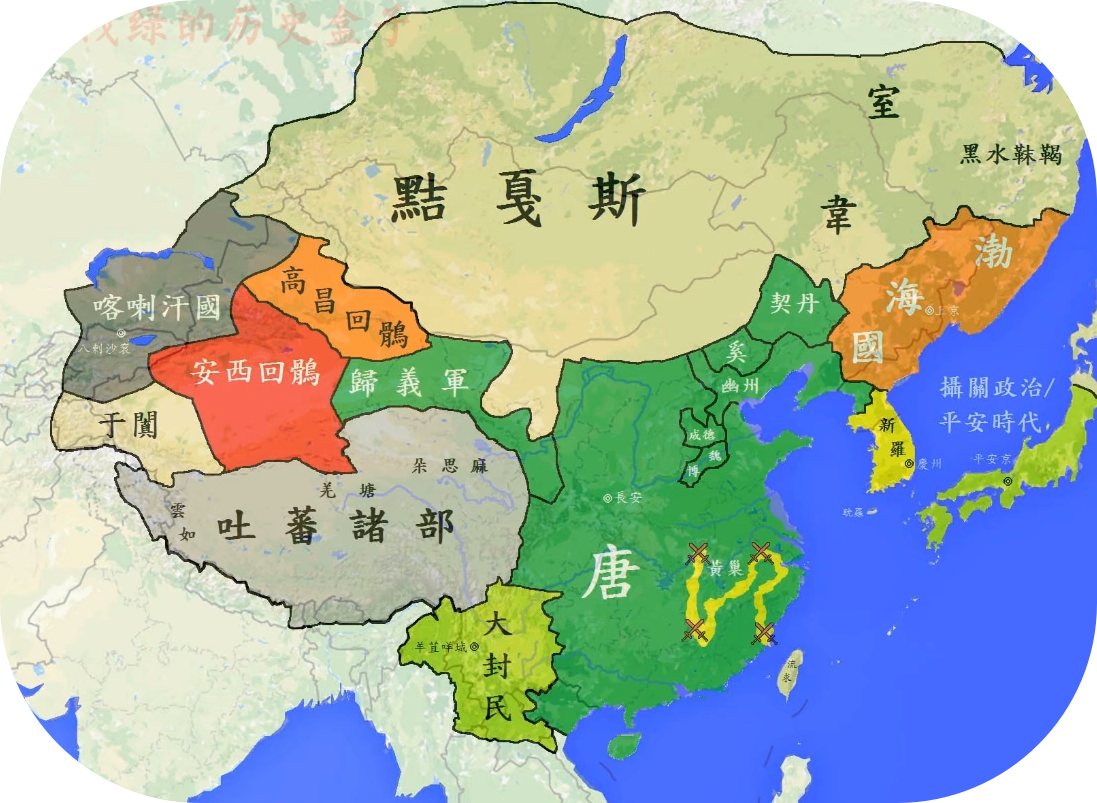 绿的历史盒子
室
黑水靺鞨
黠戛斯
韋
渤
海
國
上京
高
昌
回
鶻
契丹
喀喇汗國
八剌沙袞
奚
安西回鶻
歸義軍
幽州
攝關政治/
平安時代.
于闐
成德
新
羅
魏
博
慶州
平安京
朵思麻
羌塘
長安
耽羅
雲
如
吐蕃諸部
唐
黃巢
大
封
民
羊苴咩城
流
求